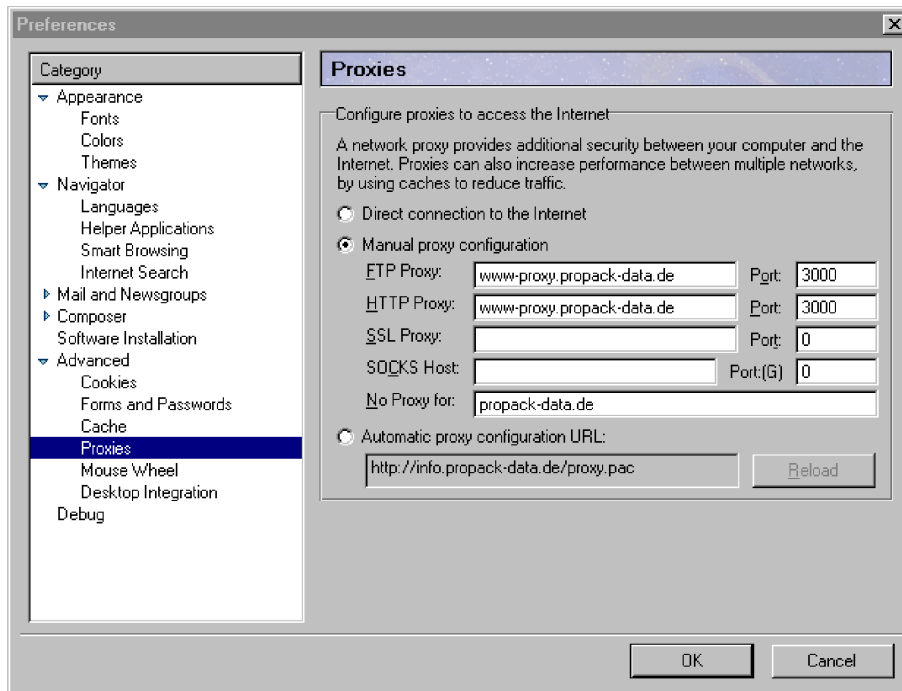 Preferences
Category
Appearance
Fonts
Colors
Themes
Navigator
Languages
Helper Applications
Smart Browsing
Internet Search
Mail and Newsgroups
Composer
Software Installation
Advanced
Cookies
Forms and Passwords
Cache
Proxies
Mouse Wheel
Desktop Integration
Debug
Proxies
Configure proxies to access the Internet
A network proxy provides additional security between your computer and the
Internet. Proxies can also increase performance between multiple networks,
by using caches to reduce traffic.
Direct connection to the Internet
Manual proxy configuration
FTP Proxy: www-proxy.propack-data.de Port: 3000
HTTP Proxy: www-proxy.propack-data.de Port: 3000
SSL Proxy: Port: 0
SOCKS Host: Port:(G) 0
No Proxy for: propack-data.de
Automatic proxy configuration URL:
http://info.propack-data.de/proxy.pac Reload
OK Cancel